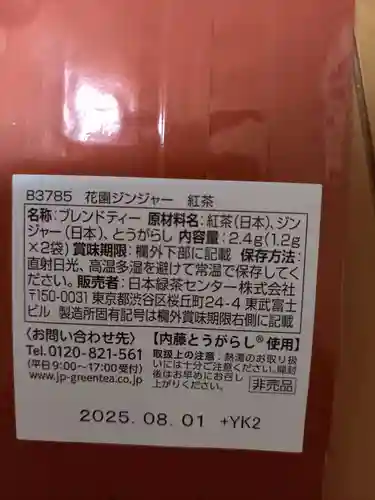 B3785 花園ジンジャー 紅茶
名称:ブレンドティー 原材料名:紅茶(日本)、ジン
ジャー(日本)、とうがらし 内容量:2.4g(1.2g
×2袋) 賞味期限:欄外下部に記載 保存方法:
直射日光、高温多湿を避けて常温で保存してく
ださい。販売者:日本緑茶センター株式会社
〒150-0031 東京都渋谷区桜丘町24-4 東武富士
ビル 製造所固有記号は欄外賞味期限右側に記載
〈お問い合わせ先〉
Tel.0120-821-561
(平日9:00〜17:00受付)
www.jp-greentea.co.jp
【内藤とうがらし®使用】
取扱上の注意:熱湯のお取り扱
いには十分ご注意ください。開封
後はお早めにお召し
上がりください。
非売品
2025.08.01 +YK2